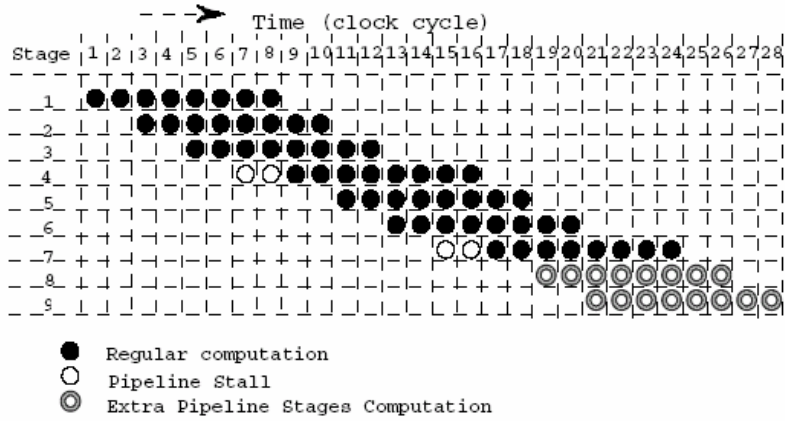 Time (clock cycle)
Stage 1 2 3 4 5 6 7 8 9 10 11 12 13 14 15 16 17 18 19 20 21 22 23 24 25 26 27 28
1
2
3
4
5
6
7
8
9
Regular computation
Pipeline Stall
Extra Pipeline Stages Computation